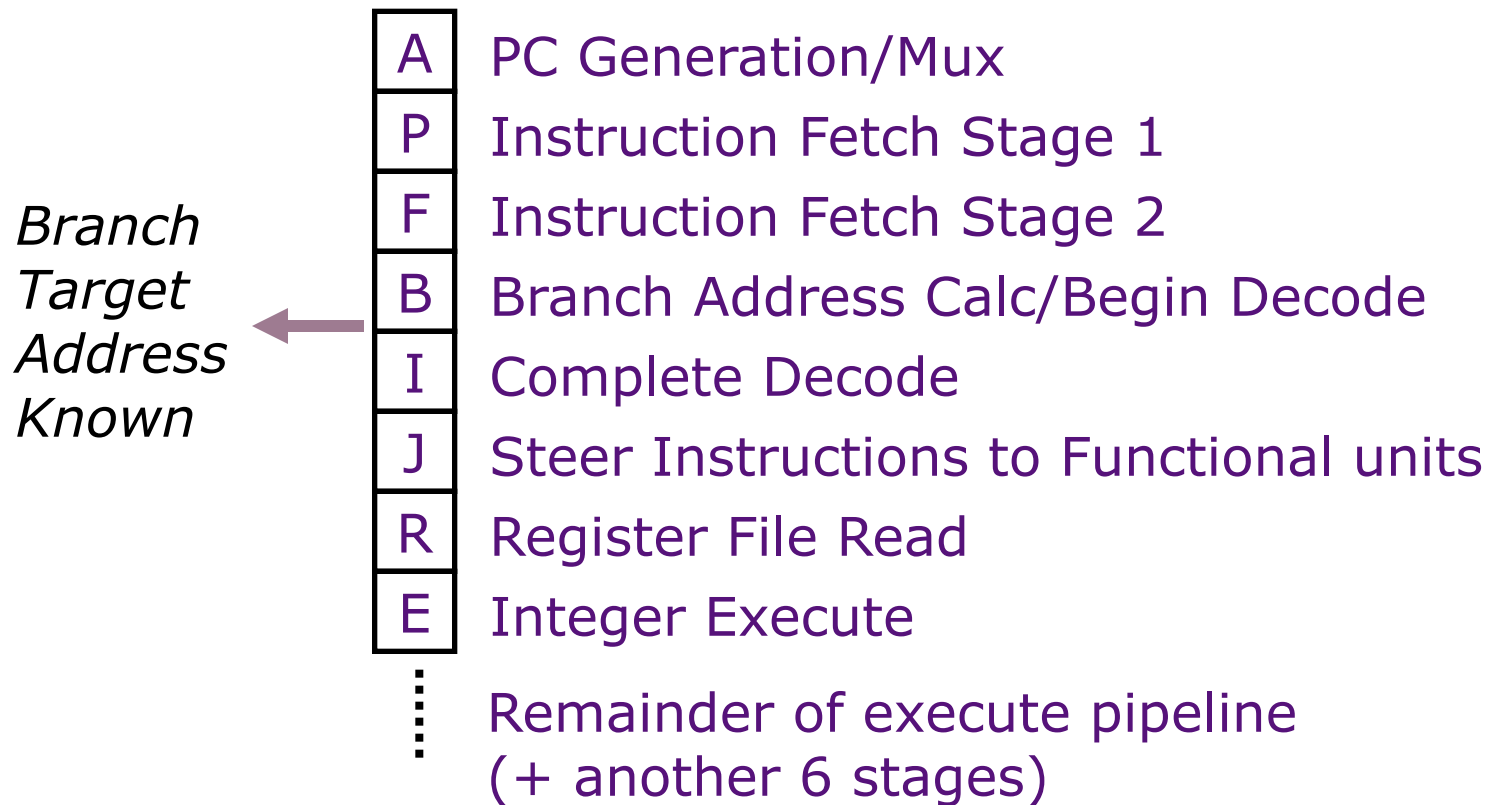 A PC Generation/Mux
P Instruction Fetch Stage 1
F Instruction Fetch Stage 2
Branch
Target
Address
Known
B Branch Address Calc/Begin Decode
I Complete Decode
J Steer Instructions to Functional units
R Register File Read
E Integer Execute
Remainder of execute pipeline
(+ another 6 stages)